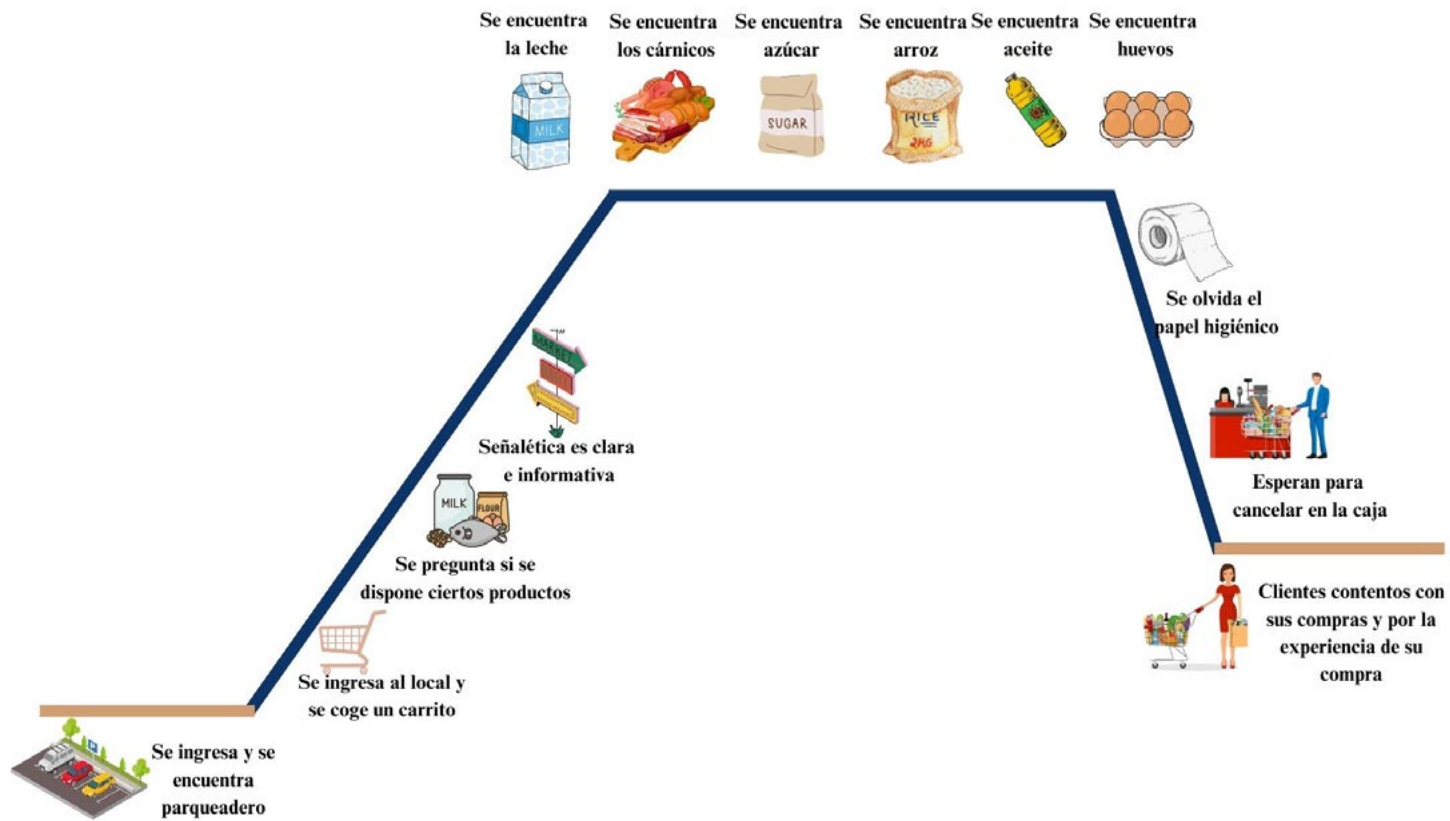 Se encuentra
la leche
Se encuentra
los cárnicos
Se encuentra
azúcar
Se encuentra
arroz
Se encuentra
aceite
Se encuentra
huevos
MILK
SUGAR
RICE
2KG
Se olvida el
papel higiénico
MARKET
Señalética es clara
e informativa
MILK
FLOUR
Se pregunta si se
dispone ciertos productos
Esperan para
cancelar en la caja
Se ingresa al local y
se coge un carrito
Clientes contentos con
sus compras y por la
experiencia de su
compra
P
Se ingresa y se
encuentra
parqueadero